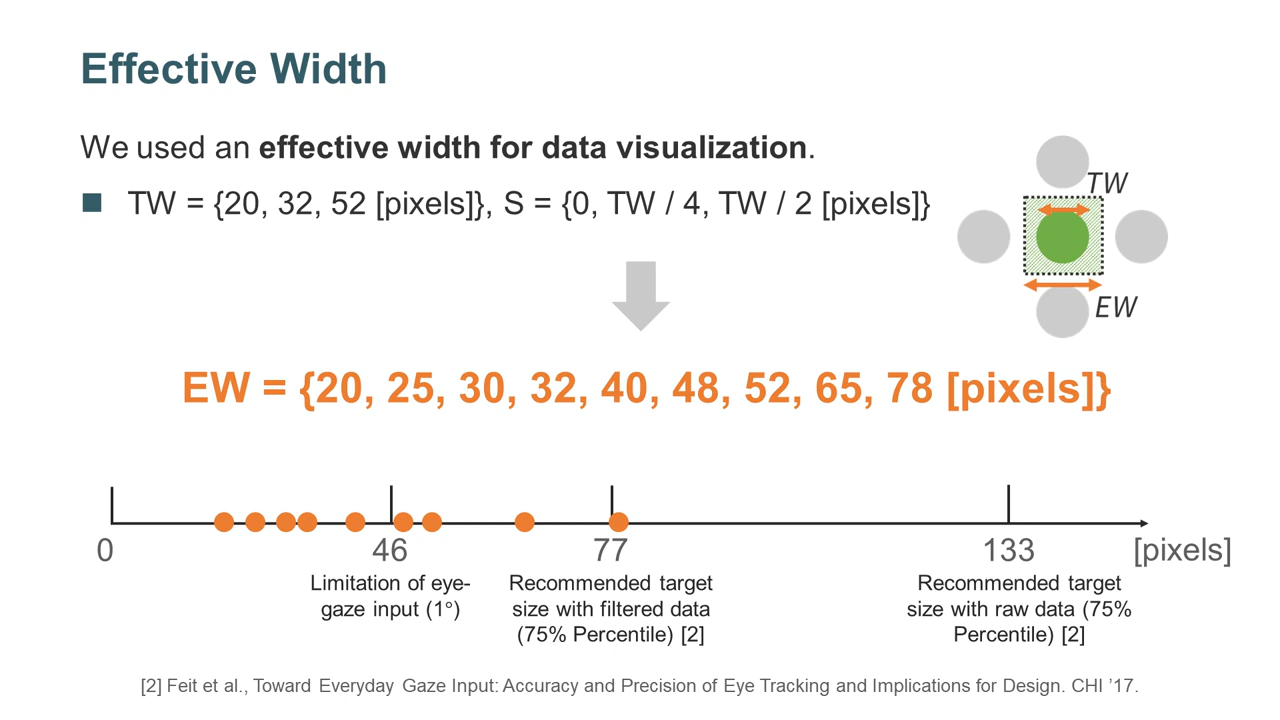 Effective Width
We used an effective width for data visualization.
TW = {20, 32, 52 [pixels]}, S = {0, TW / 4, TW / 2 [pixels]}
TW
EW
EW = {20, 25, 30, 32, 40, 48, 52, 65, 78 [pixels]}
0
46
77
133
[pixels]
Limitation of eye-
gaze input (1°)
Recommended target
size with filtered data
(75% Percentile) [2]
Recommended target
size with raw data (75%
Percentile) [2]
[2] Feit et al., Toward Everyday Gaze Input: Accuracy and Precision of Eye Tracking and Implications for Design. CHI ’17.